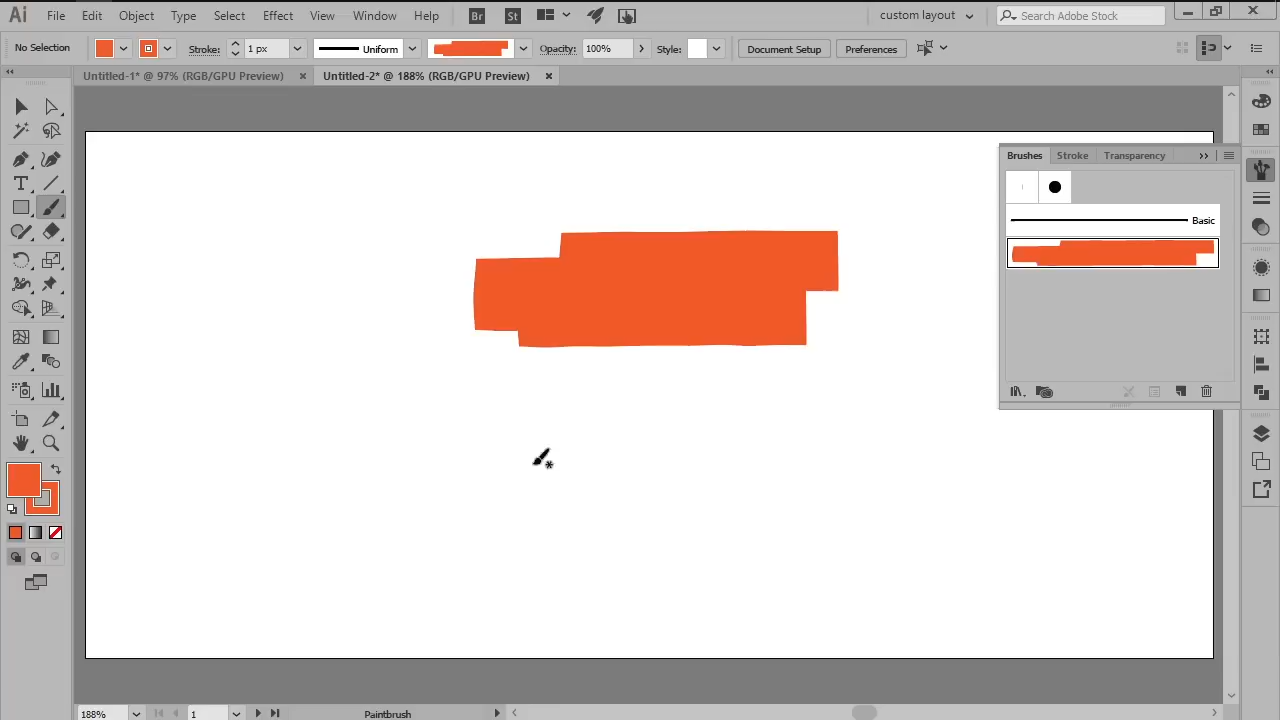 Ai File Edit Object Type Select Effect View Window Help Br St custom layout Search Adobe Stock
No Selection Stroke: 1 px Uniform Opacity: 100% Style: Document Setup Preferences
Untitled-1* @ 97% (RGB/GPU Preview) Untitled-2* @ 188% (RGB/GPU Preview)
Brushes Stroke Transparency
Basic
188% 1 Paintbrush